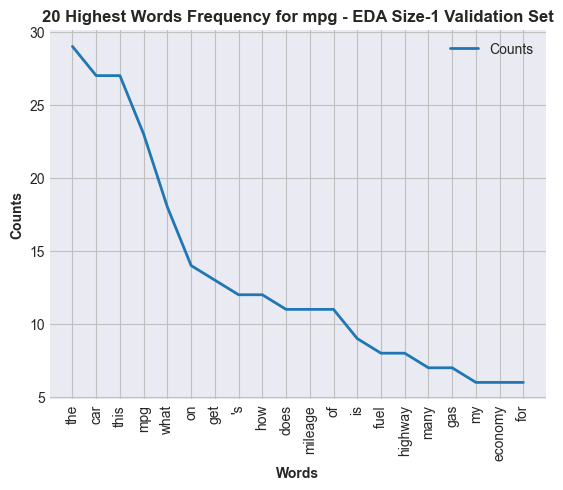 20 Highest Words Frequency for mpg - EDA Size-1 Validation Set
Counts
30
25
20
15
10
5
Counts
the
car
this
mpg
what
on
get
's
how
does
mileage
of
is
fuel
highway
many
gas
my
economy
for
Words